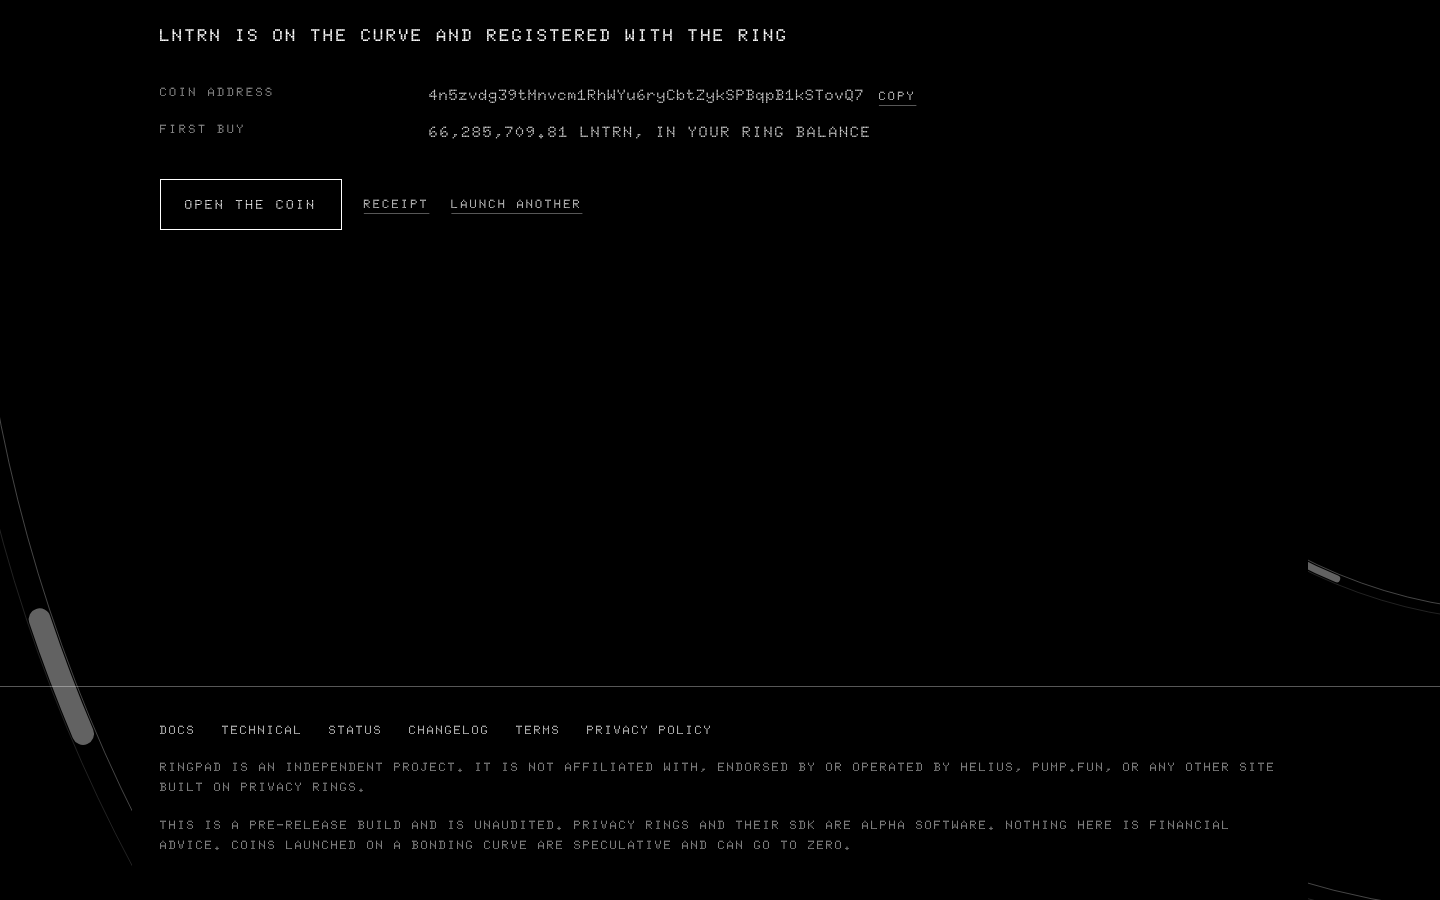 LNTRN IS ON THE CURVE AND REGISTERED WITH THE RING
COIN ADDRESS
4n5zvdg39tMnvcm1RhWYu6ryCbtZykSPBqpB1kSTovQ7 COPY
FIRST BUY
66,285,709.81 LNTRN, IN YOUR RING BALANCE
OPEN THE COIN RECEIPT LAUNCH ANOTHER
DOCS TECHNICAL STATUS CHANGELOG TERMS PRIVACY POLICY
RINGPAD IS AN INDEPENDENT PROJECT. IT IS NOT AFFILIATED WITH, ENDORSED BY OR OPERATED BY HELIUS, PUMP.FUN, OR ANY OTHER SITE
BUILT ON PRIVACY RINGS.
THIS IS A PRE-RELEASE BUILD AND IS UNAUDITED. PRIVACY RINGS AND THEIR SDK ARE ALPHA SOFTWARE. NOTHING HERE IS FINANCIAL
ADVICE. COINS LAUNCHED ON A BONDING CURVE ARE SPECULATIVE AND CAN GO TO ZERO.